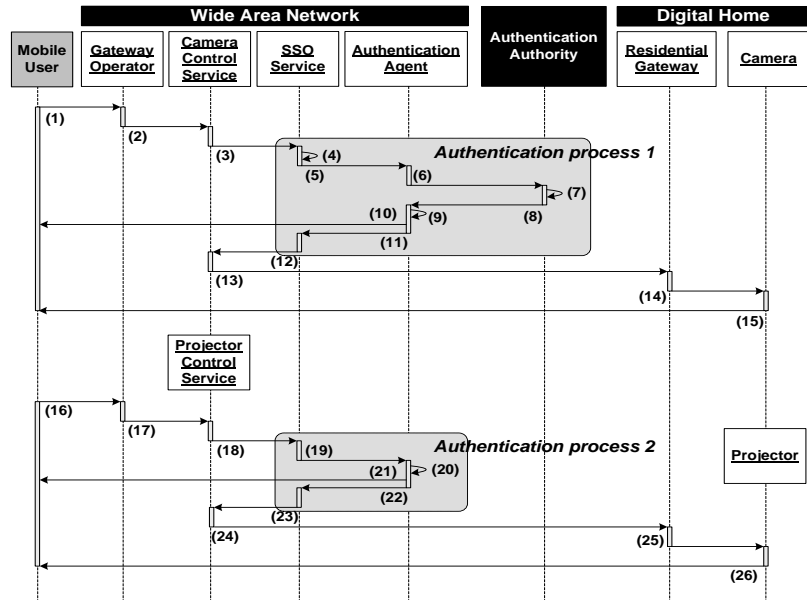 Wide Area Network
Digital Home
Mobile
User
Gateway
Operator
Camera
Control
Service
SSO
Service
Authentication
Agent
Authentication
Authority
Residential
Gateway
Camera
(1)
(2)
(3)
(4)
Authentication process 1
(5)
(6)
(7)
(10)
(9)
(8)
(11)
(12)
(13)
(14)
(15)
Projector
Control
Service
(16)
(17)
(18)
(19)
Authentication process 2
Projector
(21)
(20)
(22)
(23)
(24)
(25)
(26)